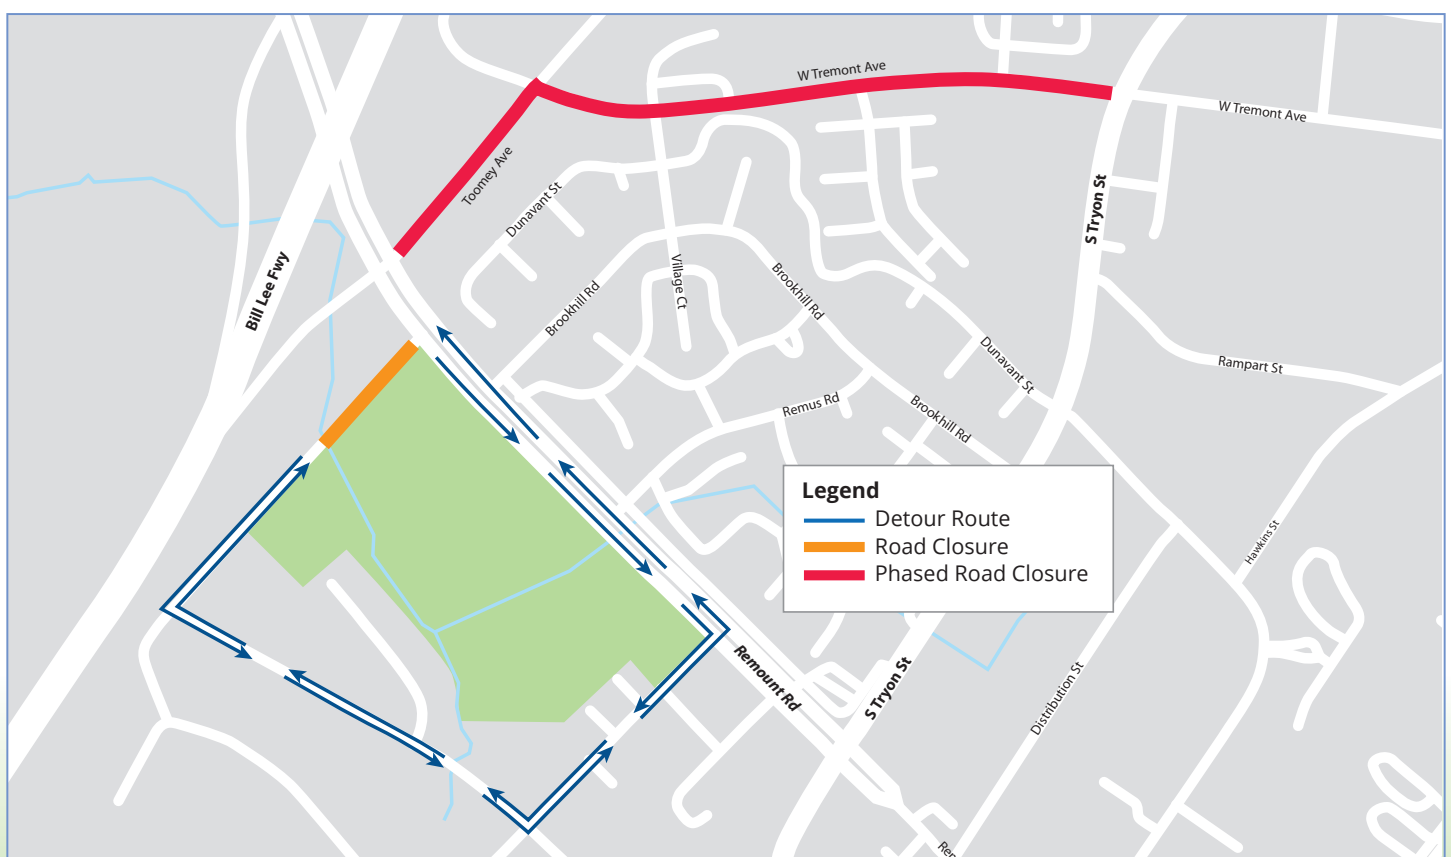 W Tremont Ave
W Tremont Ave
Toomey Ave
Dunavant St
S Tryon St
Bill Lee Fwy
Village Ct
Brookhill Rd
Brookhill Rd
Dunavant St
Rampart St
Remus Rd
Brookhill Rd
Legend
Detour Route
Road Closure
Phased Road Closure
Hawkins St
Remount Rd
S Tryon St
Distribution St
Rem